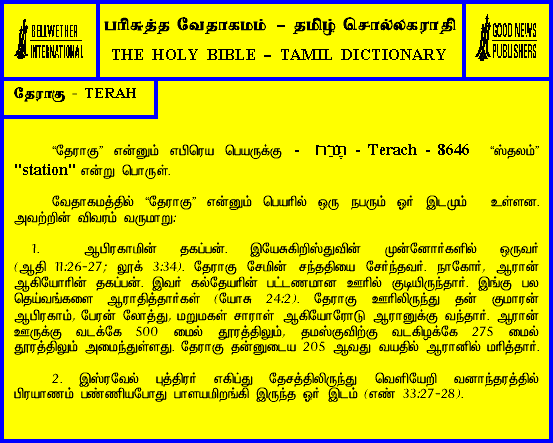 BELLWETHER
INTERNATIONAL
பரிசுத்த வேதாகமம் – தமிழ் சொல்லகராதி
THE HOLY BIBLE – TAMIL DICTIONARY
GOOD NEWS
PUBLISHERS
தேராகு - TERAH
“தேராகு” என்னும் எபிரெய பெயருக்கு - תרח - Terach - 8646 “ஸ்தலம்”
"station" என்று பொருள்.
வேதாகமத்தில் “தேராகு” என்னும் பெயரில் ஒரு நபரும் ஓர் இடமும் உள்ளன.
அவற்றின் விவரம் வருமாறு:
1. ஆபிரகாமின் தகப்பன். இயேசுகிறிஸ்துவின் முன்னோர்களில் ஒருவர்
(ஆதி 11:26-27; லூக் 3:34). தேராகு சேமின் சந்ததியை சேர்ந்தவர். நாகோர், ஆரான்
ஆகியோரின் தகப்பன். இவர் கல்தேயரின் பட்டணமான ஊரில் குடியிருந்தார். இங்கு பல
தெய்வங்களை ஆராதித்தார்கள் (யோசு 24:2). தேராகு ஊரிலிருந்து தன் குமாரன்
ஆபிராகம், பேரன் லோத்து, மறுமகள் சாராள் ஆகியோரோடு ஆரானுக்கு வந்தார். ஆரான்
ஊருக்கு வடக்கே 500 மைல் தூரத்திலும், தமஸ்குவிற்கு வடகிழக்கே 275 மைல்
தூரத்திலும் அமைந்துள்ளது. தேராகு தன்னுடைய 205 ஆவது வயதில் ஆரானில் மரித்தார்.
2. இஸ்ரவேல் புத்திரர் எகிப்து தேசத்திலிருந்து வெளியேறி வனாந்தரத்தில்
பிரயாணம் பண்ணியபோது பாளயமிறங்கி இருந்த ஓர் இடம் (எண் 33:27-28).